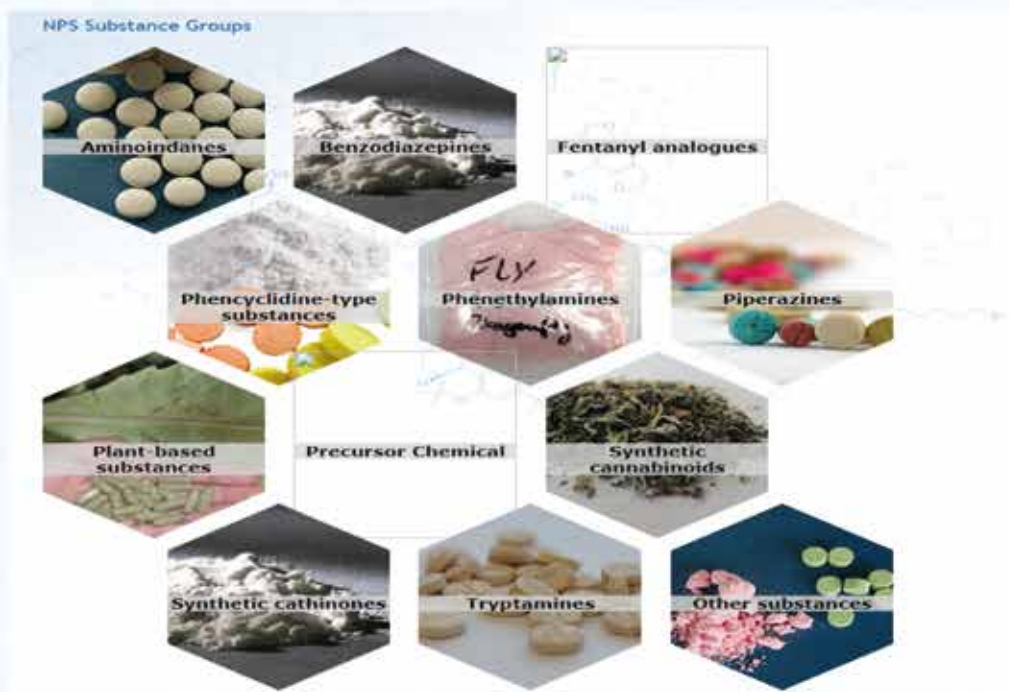 NPS Substance Groups
Aminoindanes
Benzodiazepines
Fentanyl analogues
Phencyclidine-type
substances
FLY
Phenethylamines
Piperazines
Plant-based
substances
Precursor Chemical
Synthetic
cannabinoids
Synthetic cathinones
Tryptamines
Other substances